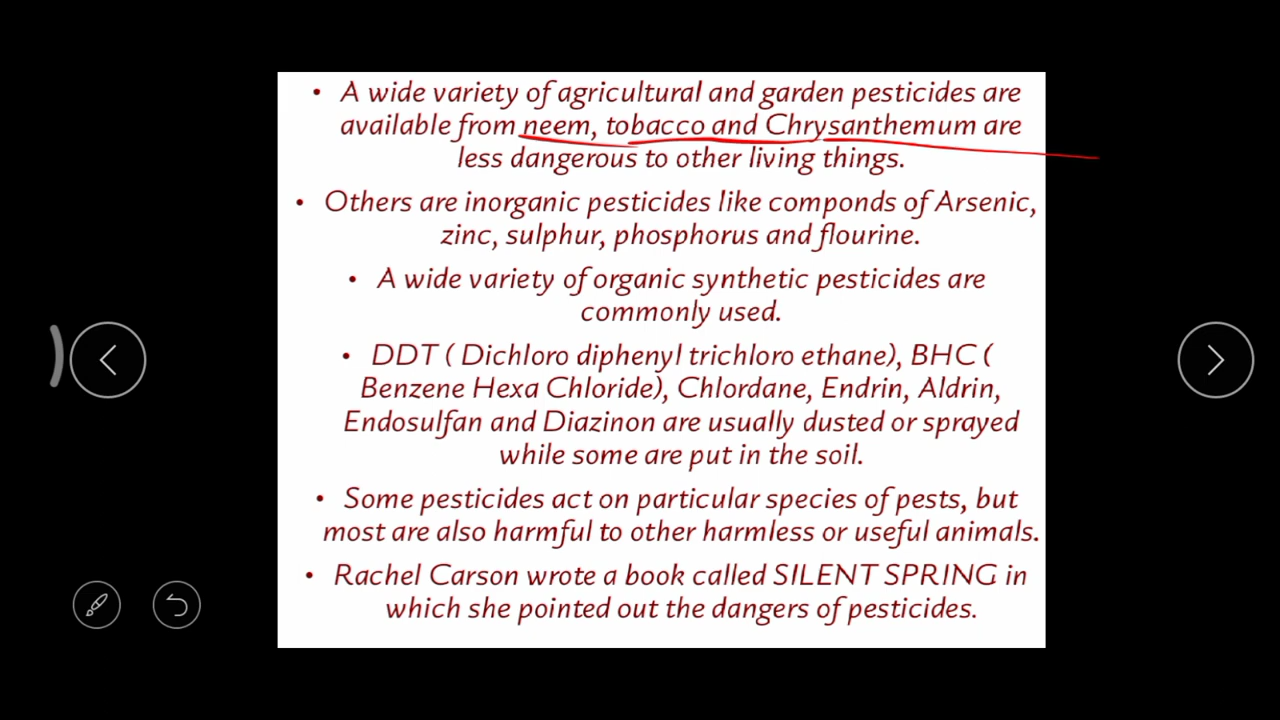 • A wide variety of agricultural and garden pesticides are
available from neem, tobacco and Chrysanthemum are
less dangerous to other living things.
• Others are inorganic pesticides like componds of Arsenic,
zinc, sulphur, phosphorus and flourine.
• A wide variety of organic synthetic pesticides are
commonly used.
• DDT ( Dichloro diphenyl trichloro ethane), BHC (
Benzene Hexa Chloride), Chlordane, Endrin, Aldrin,
Endosulfan and Diazinon are usually dusted or sprayed
while some are put in the soil.
• Some pesticides act on particular species of pests, but
most are also harmful to other harmless or useful animals.
• Rachel Carson wrote a book called SILENT SPRING in
which she pointed out the dangers of pesticides.